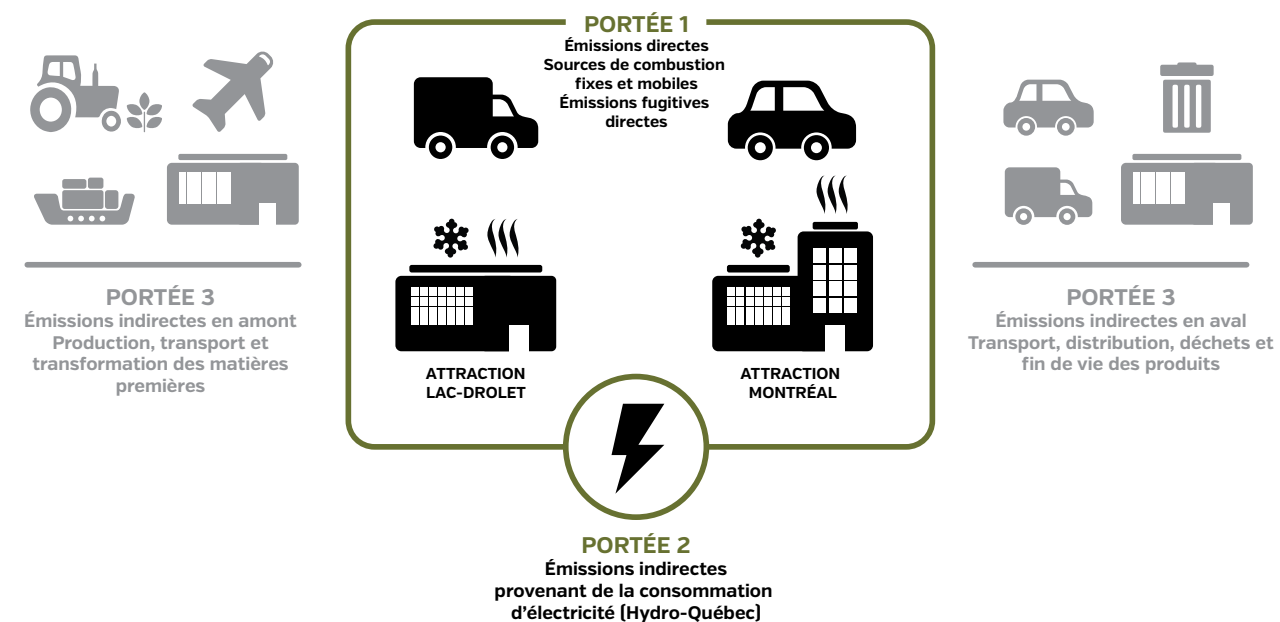 PORTÉE 1
Émissions directes
Sources de combustion
fixes et mobiles
Émissions fugitives
directes
PORTÉE 3
Émissions indirectes en amont
Production, transport et
transformation des matières
premières
ATTRACTION
LAC-DROLET
ATTRACTION
MONTRÉAL
PORTÉE 3
Émissions indirectes en aval
Transport, distribution, déchets et
fin de vie des produits
PORTÉE 2
Émissions indirectes
provenant de la consommation
d’électricité (Hydro-Québec)